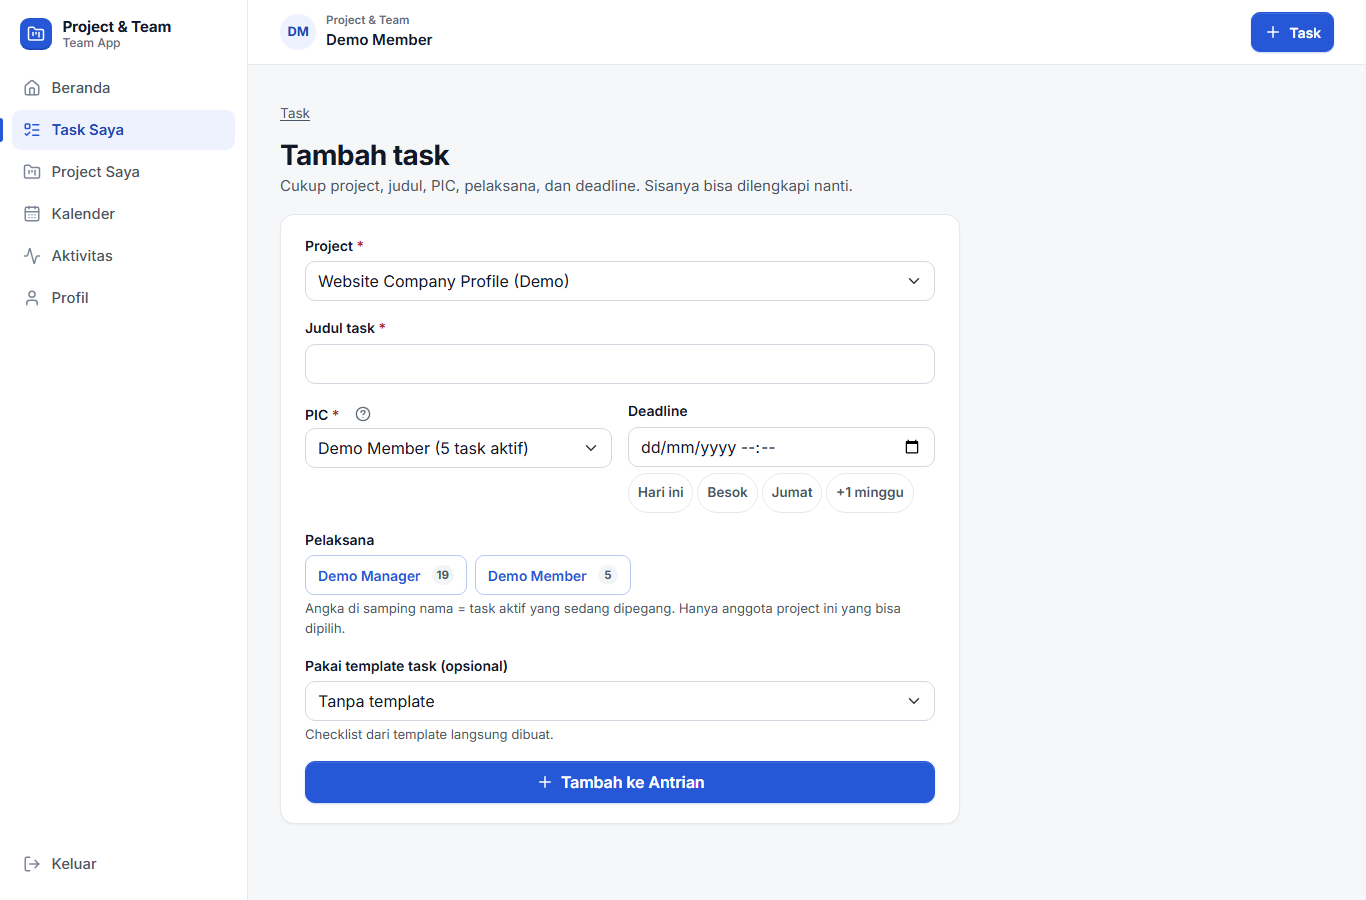 Project & Team
Team App
Beranda
Task Saya
Project Saya
Kalender
Aktivitas
Profil
Keluar
DM
Project & Team
Demo Member
+ Task
Task
Tambah task
Cukup project, judul, PIC, pelaksana, dan deadline. Sisanya bisa dilengkapi nanti.
Project *
Website Company Profile (Demo)
Judul task *
PIC * ?
Demo Member (5 task aktif)
Deadline
dd/mm/yyyy --:--
Hari ini Besok Jumat +1 minggu
Pelaksana
Demo Manager 19 Demo Member 5
Angka di samping nama = task aktif yang sedang dipegang. Hanya anggota project ini yang bisa
dipilih.
Pakai template task (opsional)
Tanpa template
Checklist dari template langsung dibuat.
+ Tambah ke Antrian